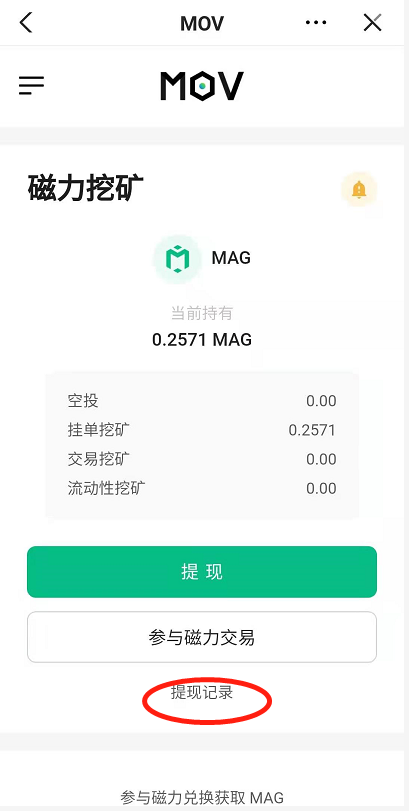 MOV
MOV
磁力挖矿
MAG
当前持有
0.2571 MAG
空投 0.00
挂单挖矿 0.2571
交易挖矿 0.00
流动性挖矿 0.00
提现
参与磁力交易
提现记录
参与磁力兑换获取 MAG